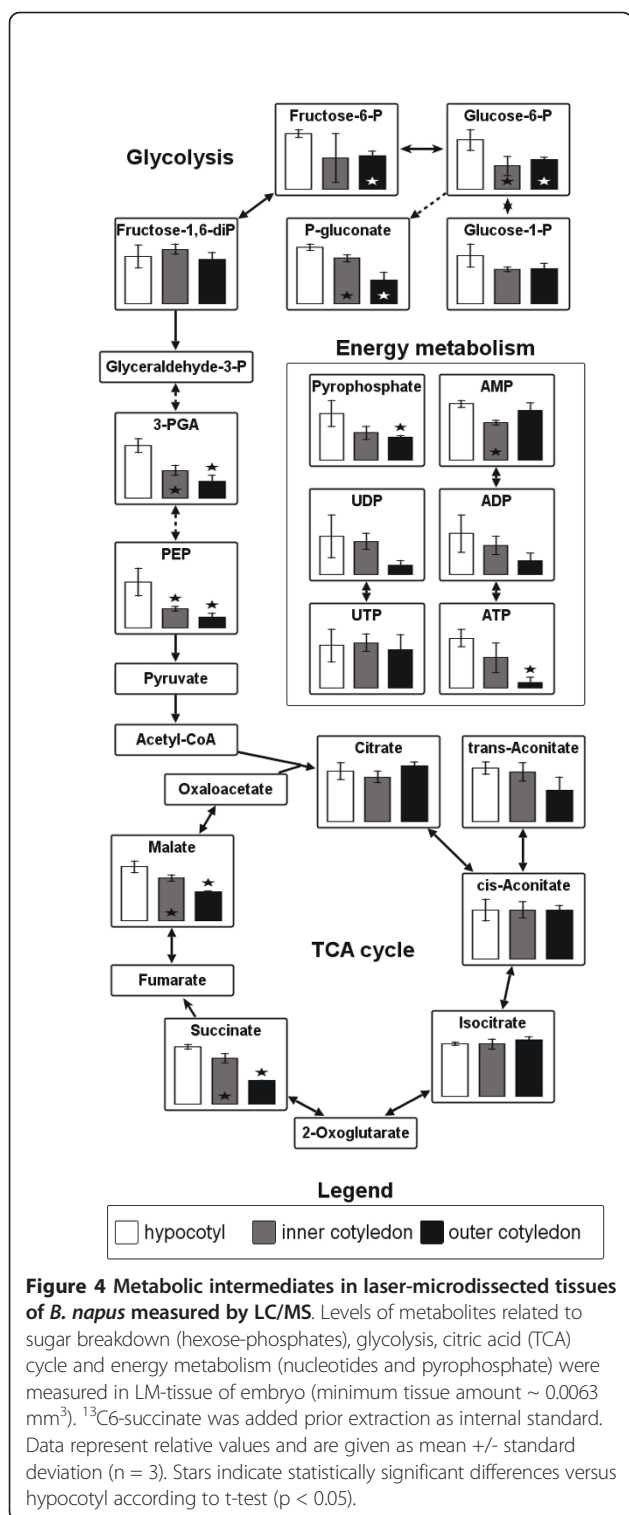 Fructose-6-P
Glucose-6-P
Glycolysis
Fructose-1,6-diP
P-gluconate
Glucose-1-P
Glyceraldehyde-3-P
Energy metabolism
Pyrophosphate
AMP
3-PGA
UDP
ADP
PEP
UTP
ATP
Pyruvate
Acetyl-CoA
Citrate
trans-Aconitate
Oxaloacetate
Malate
cis-Aconitate
TCA cycle
Fumarate
Succinate
Isocitrate
2-Oxoglutarate
Legend
hypocotyl inner cotyledon outer cotyledon
Figure 4 Metabolic intermediates in laser-microdissected tissues
of B. napus measured by LC/MS. Levels of metabolites related to
sugar breakdown (hexose-phosphates), glycolysis, citric acid (TCA)
cycle and energy metabolism (nucleotides and pyrophosphate) were
measured in LM-tissue of embryo (minimum tissue amount ~ 0.0063
mm³). ¹³C6-succinate was added prior extraction as internal standard.
Data represent relative values and are given as mean +/- standard
deviation (n = 3). Stars indicate statistically significant differences versus
hypocotyl according to t-test (p < 0.05).